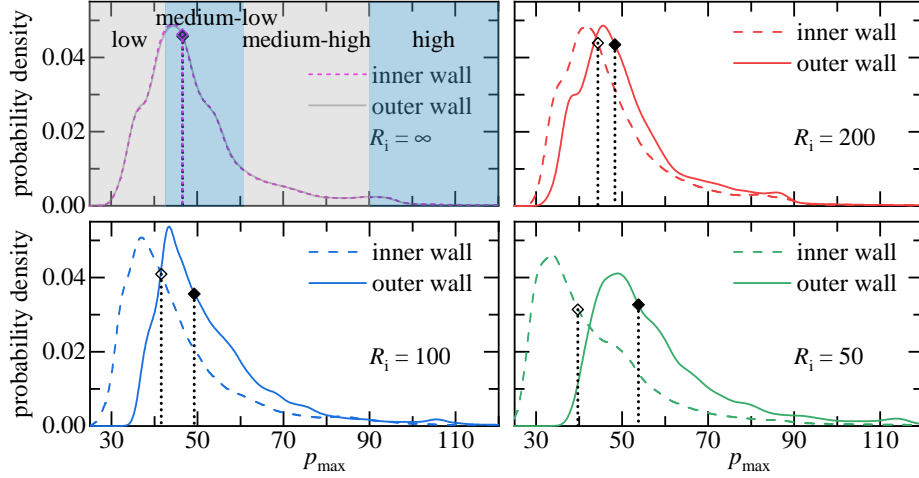 medium-low
low
medium-high
high
inner wall
outer wall
R_i = ∞
probability density
0.05
0.04
0.02
0.00
inner wall
outer wall
R_i = 200
inner wall
outer wall
R_i = 100
probability density
0.04
0.02
0.00
30
50
70
90
110
p_max
inner wall
outer wall
R_i = 50
30
50
70
90
110
p_max